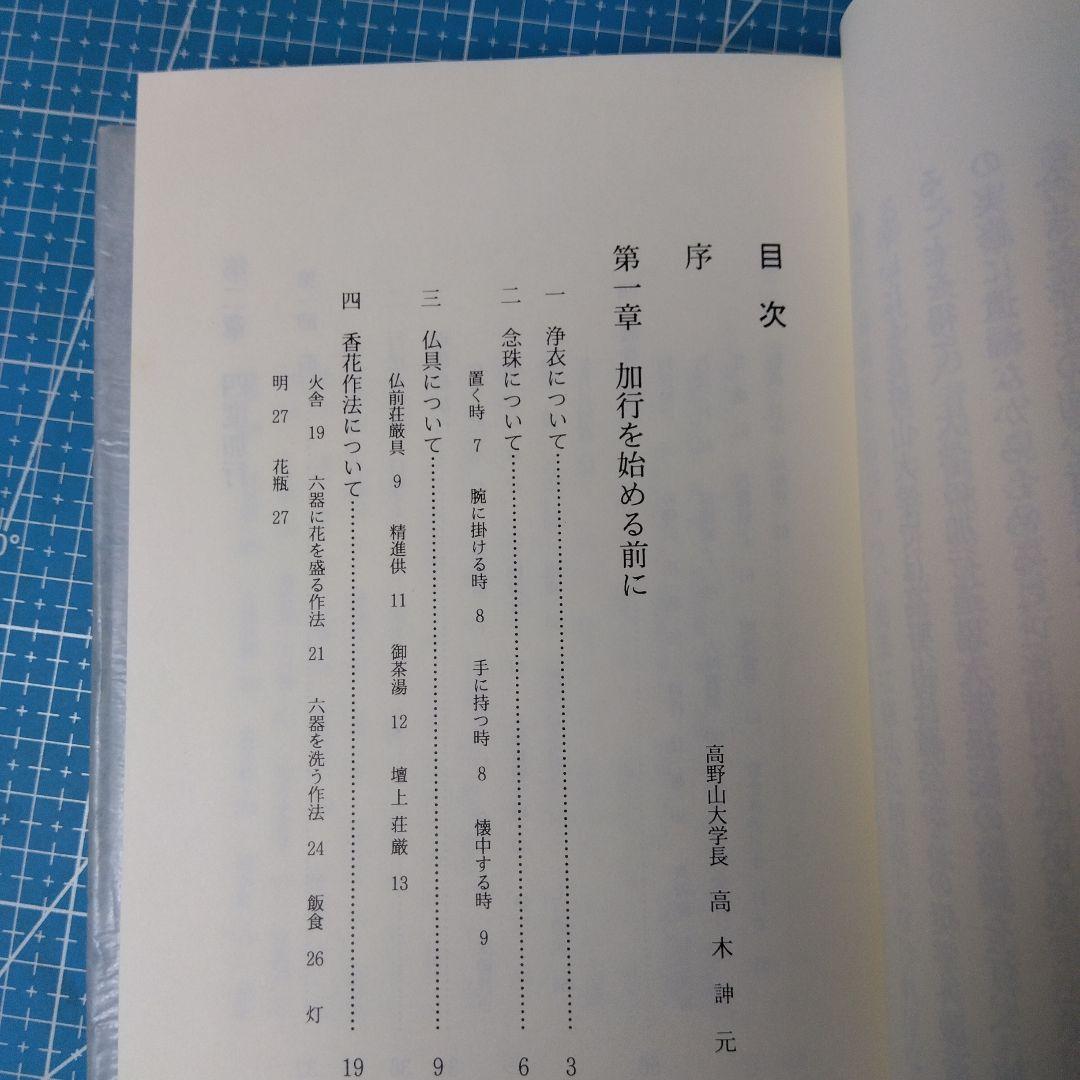 目次
序
高野山大学長　高木訷元
第一章　加行を始める前に
一　浄衣について……………………3
二　念珠について……………………6
置く時　7　腕に掛ける時　8　手に持つ時　8　懐中する時　9
三　仏具について……………………9
仏前荘厳具　9　精進供　11　御茶湯　12　壇上荘厳　13
四　香花作法について……………………19
火舎　19　六器に花を盛る作法　21　六器を洗う作法　24　飯食　26　灯
明　27　花瓶　27